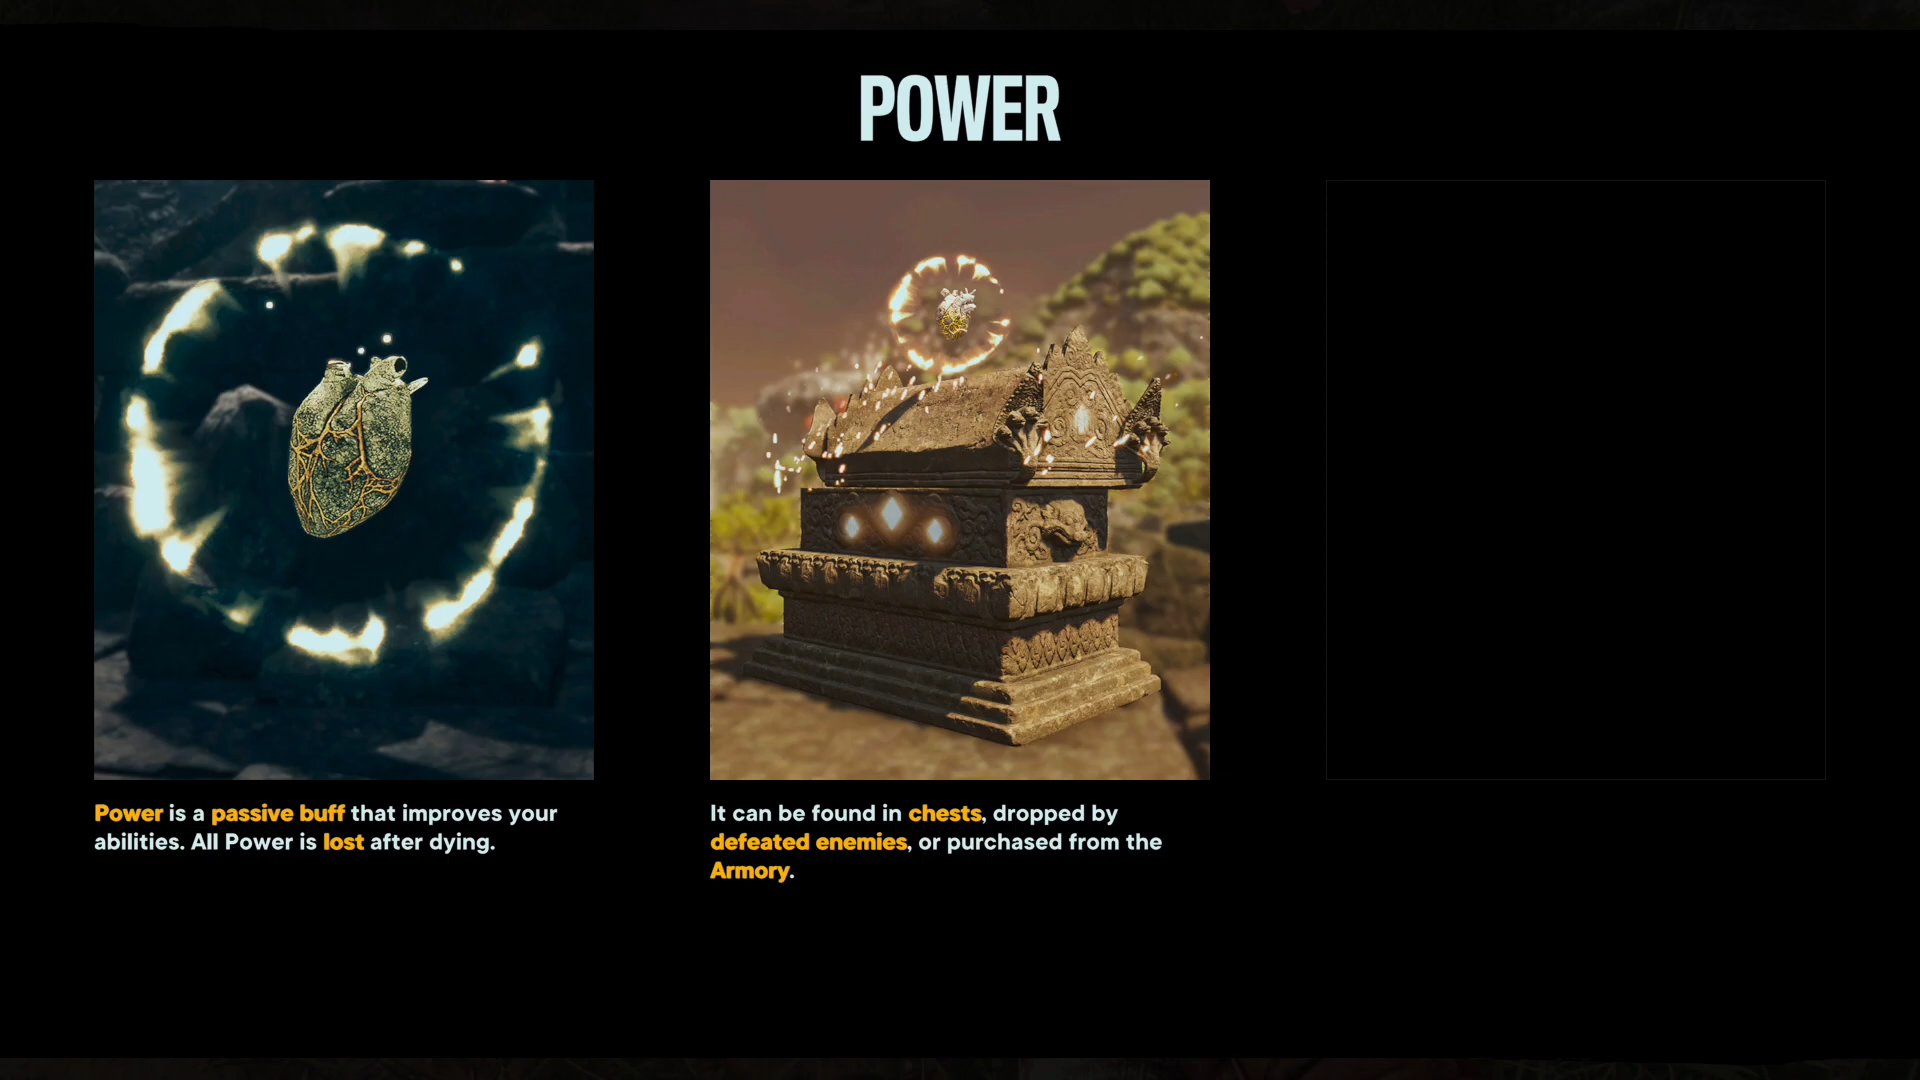 POWER
Power is a passive buff that improves your
abilities. All Power is lost after dying.
It can be found in chests, dropped by
defeated enemies, or purchased from the
Armory.